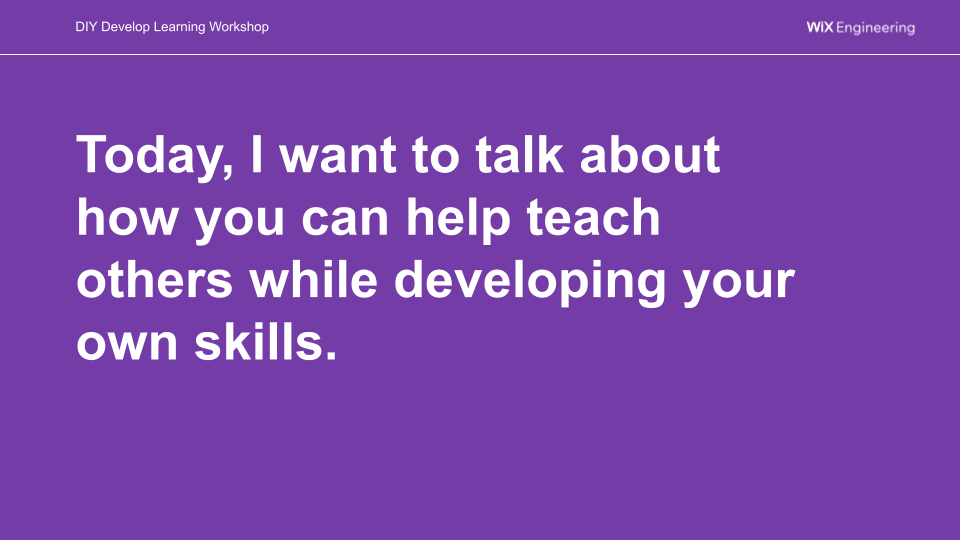 DIY Develop Learning Workshop
WiX Engineering
Today, I want to talk about
how you can help teach
others while developing your
own skills.